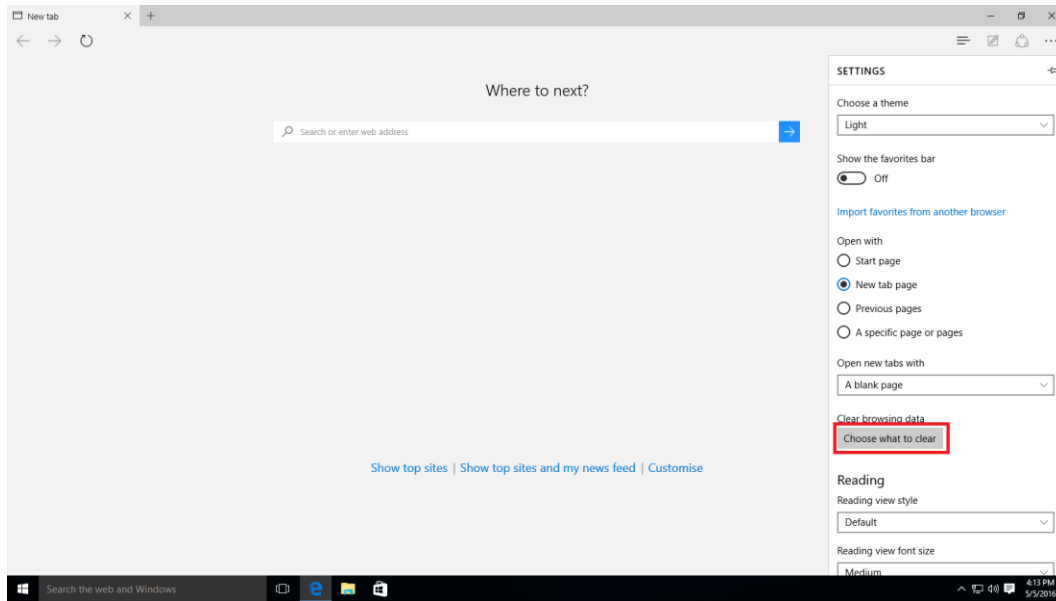 New tab
SETTINGS
Where to next?
Search or enter web address
Choose a theme
Light
Show the favorites bar
Off
Import favorites from another browser
Open with
Start page
New tab page
Previous pages
A specific page or pages
Open new tabs with
A blank page
Clear browsing data
Choose what to clear
Show top sites | Show top sites and my news feed | Customise
Reading
Reading view style
Default
Reading view font size
Medium
Search the web and Windows
4:13 PM
5/5/2016